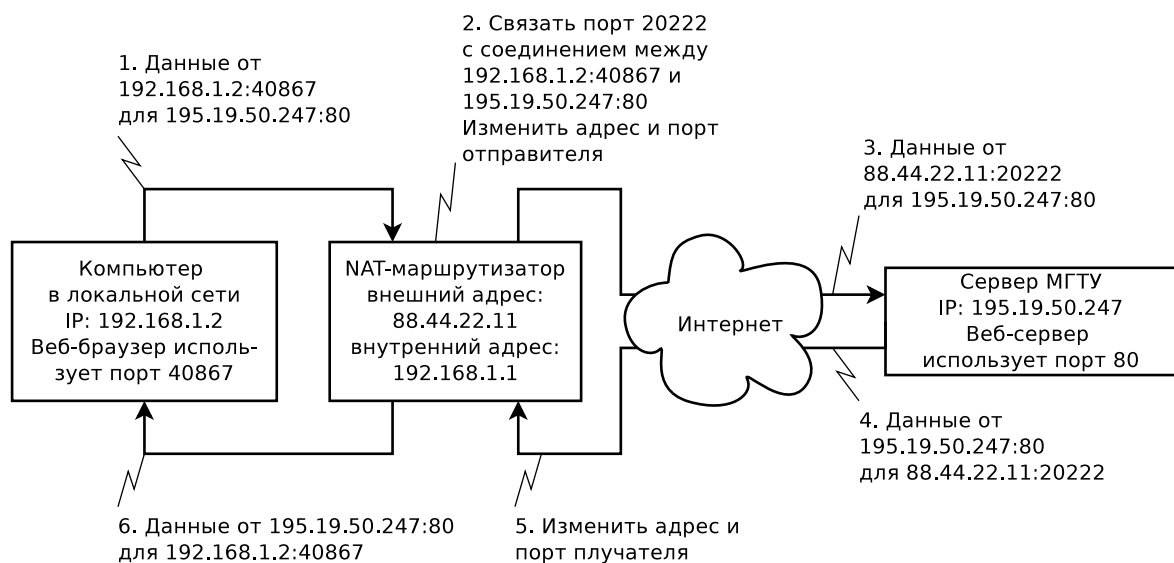 1. Данные от
192.168.1.2:40867
для 195.19.50.247:80
2. Связать порт 20222
с соединением между
192.168.1.2:40867 и
195.19.50.247:80
Изменить адрес и порт
отправителя
3. Данные от
88.44.22.11:20222
для 195.19.50.247:80
Компьютер
в локальной сети
IP: 192.168.1.2
Веб-браузер исполь-
зует порт 40867
NAT-маршрутизатор
внешний адрес:
88.44.22.11
внутренний адрес:
192.168.1.1
Интернет
Сервер МГТУ
IP: 195.19.50.247
Веб-сервер
использует порт 80
4. Данные от
195.19.50.247:80
для 88.44.22.11:20222
5. Изменить адрес и
порт плучателя
6. Данные от 195.19.50.247:80
для 192.168.1.2:40867